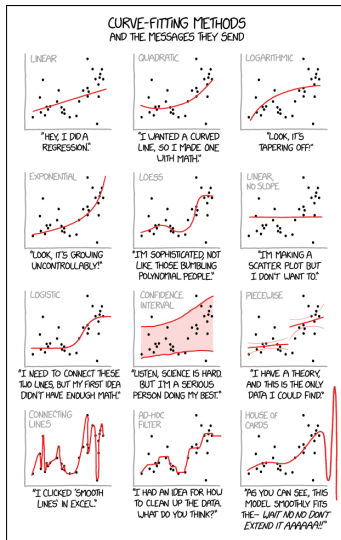 CURVE-FITTING METHODS
AND THE MESSAGES THEY SEND
LINEAR
"HEY, I DID A
REGRESSION."
QUADRATIC
"I WANTED A CURVED
LINE, SO I MADE ONE
WITH MATH."
LOGARITHMIC
"LOOK, IT'S
TAPERING OFF!"
EXPONENTIAL
"LOOK, IT'S GROWING
UNCONTROLLABLY!"
LOESS
"I'M SOPHISTICATED, NOT
LIKE THOSE BUMBLING
POLYNOMIAL PEOPLE."
LINEAR,
NO SLOPE
"I'M MAKING A
SCATTER PLOT BUT
I DON'T WANT TO."
LOGISTIC
"I NEED TO CONNECT THESE
TWO LINES, BUT MY FIRST IDEA
DIDN'T HAVE ENOUGH MATH."
CONFIDENCE
INTERVAL
"LISTEN, SCIENCE IS HARD.
BUT I'M A SERIOUS
PERSON DOING MY BEST."
PIECEWISE
"I HAVE A THEORY,
AND THIS IS THE ONLY
DATA I COULD FIND."
CONNECTING
LINES
"I CLICKED 'SMOOTH
LINES' IN EXCEL."
AD-HOC
FILTER
"I HAD AN IDEA FOR HOW
TO CLEAN UP THE DATA.
WHAT DO YOU THINK?"
HOUSE OF
CARDS
"AS YOU CAN SEE, THIS
MODEL SMOOTHLY FITS
THE- WAIT NO NO DON'T
EXTEND IT AAAAAA!!"